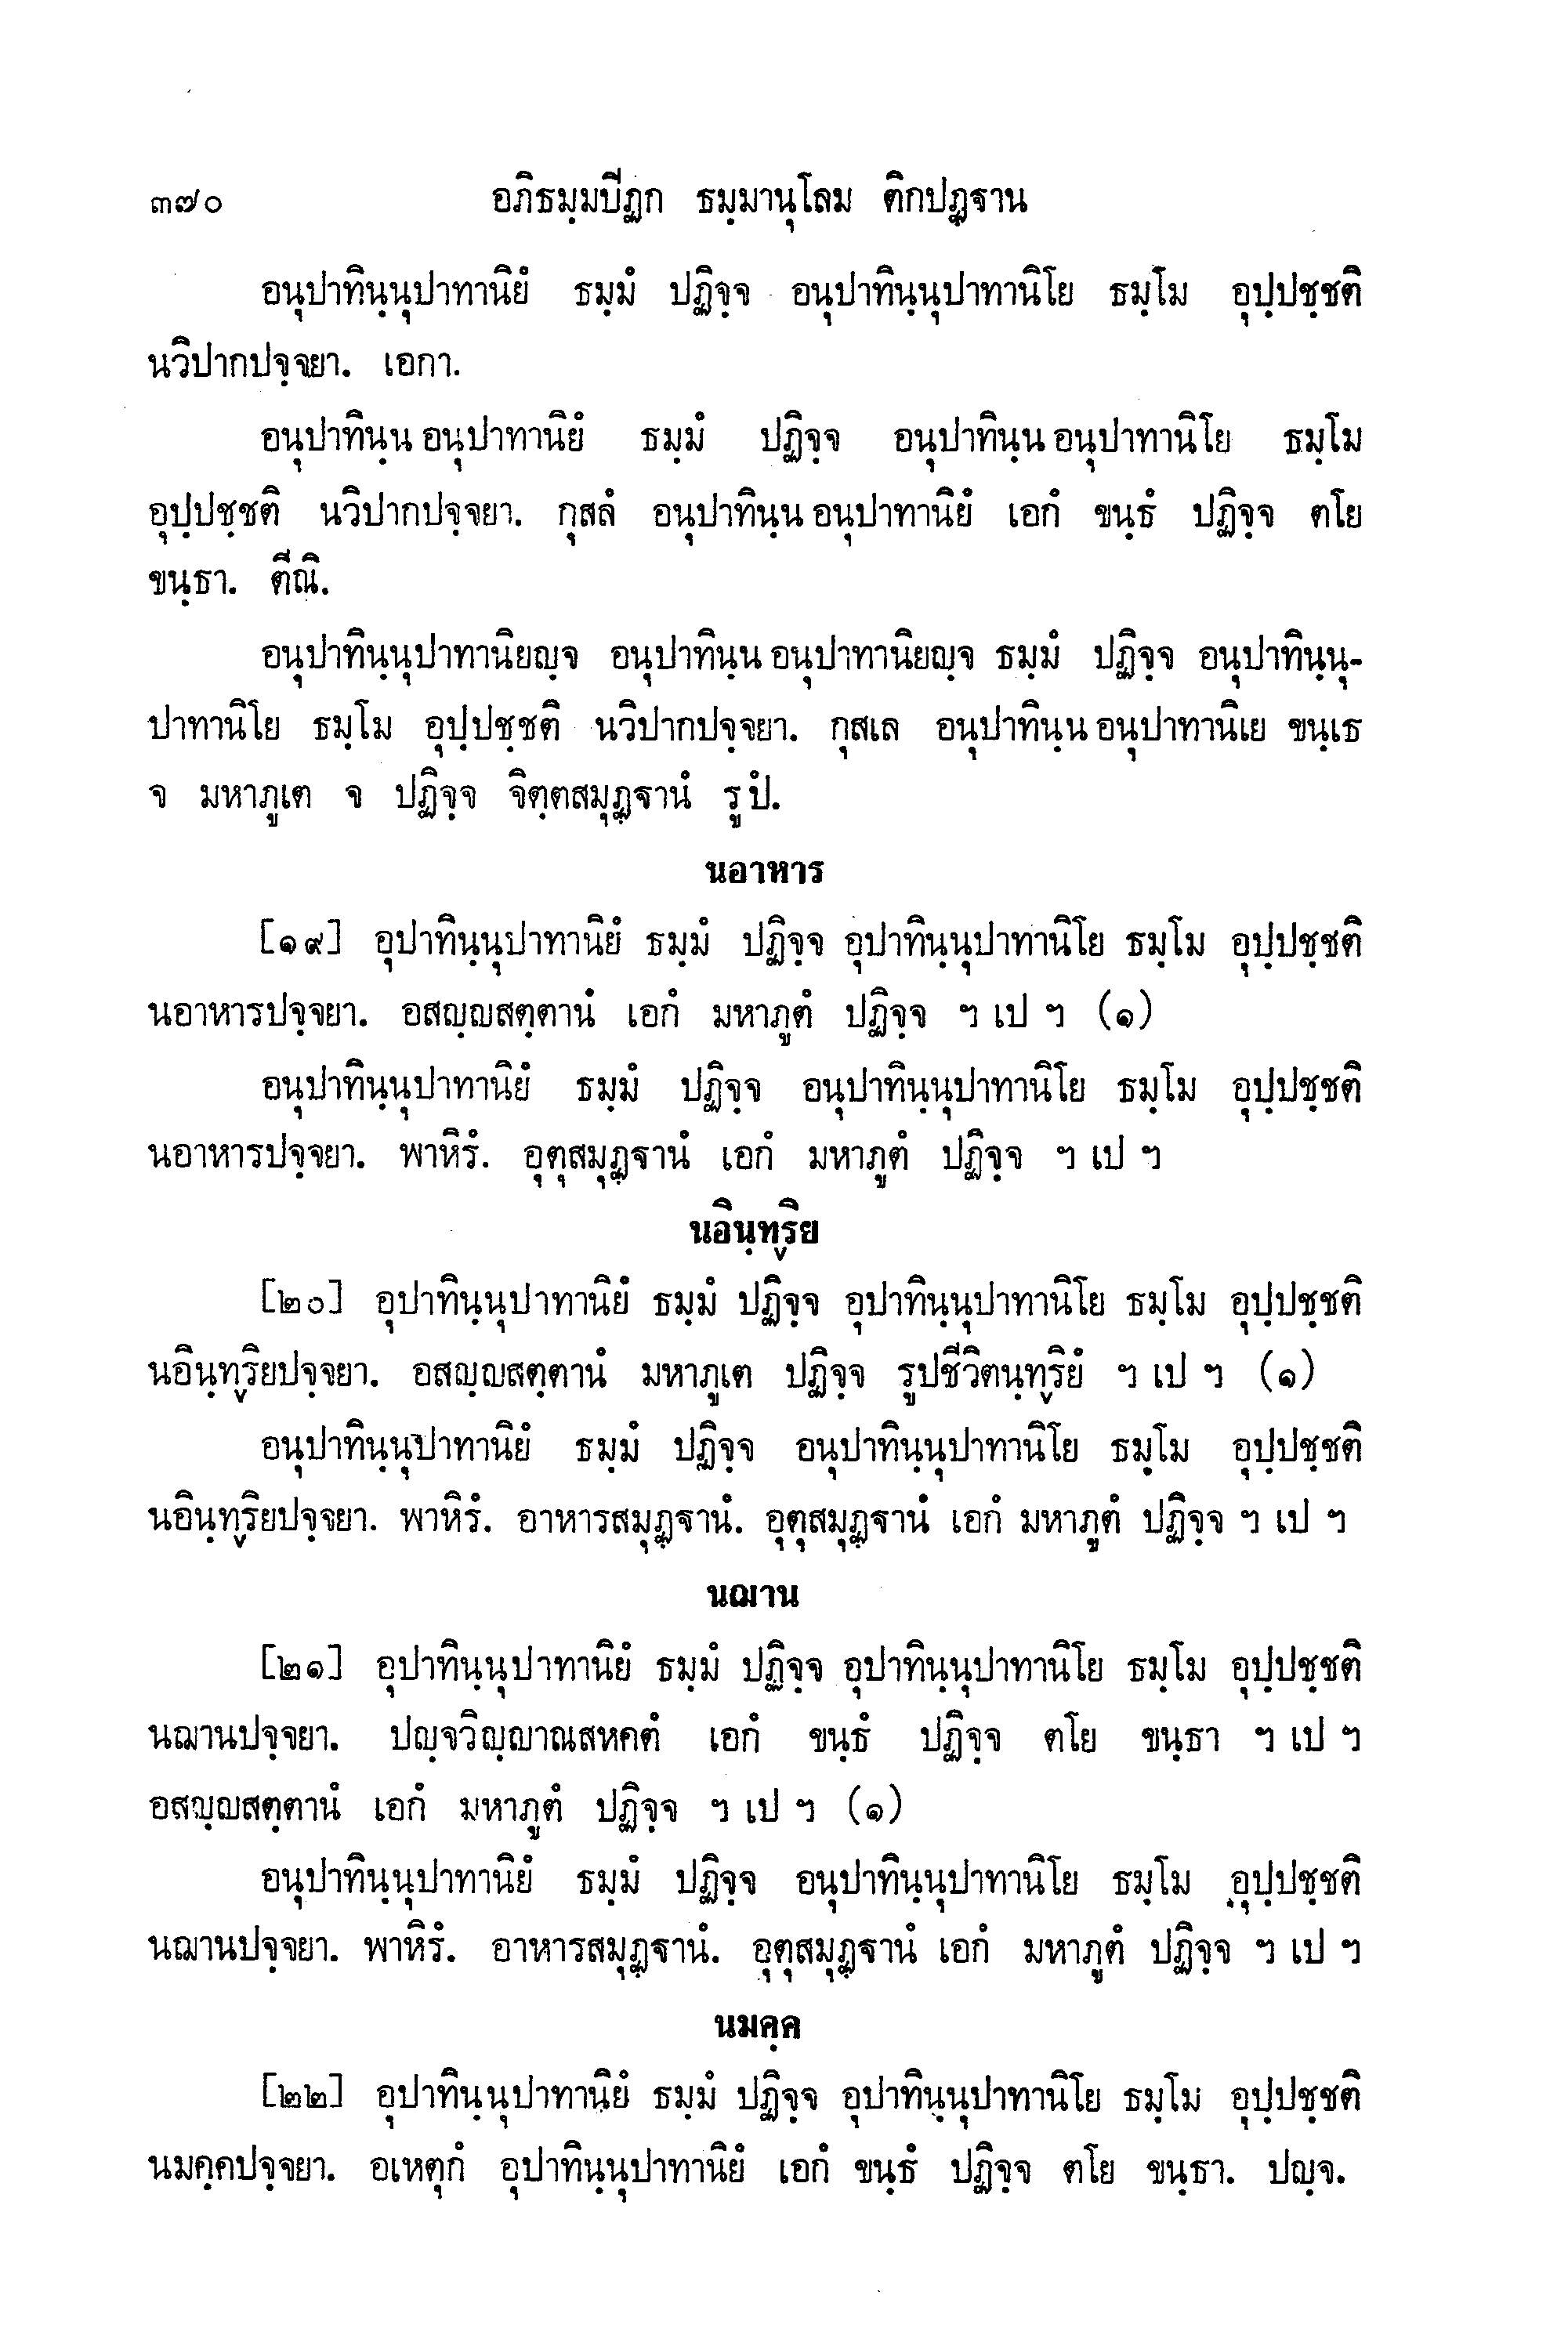 ๓๗๐ อภิธมฺมปิฏก ธมฺมานุโลม ติกปฏฺฐาน
อนุปาทินฺนุปาทานิยํ ธมฺมํ ปฏิจฺจ อนุปาทินฺนุปาทานิโย ธมฺโม อุปฺปชฺชติ
นวิปากปจฺจยา. เอกา.
อนุปาทินฺน อนุปาทานิยํ ธมฺมํ ปฏิจฺจ อนุปาทินฺน อนุปาทานิโย ธมฺโม
อุปฺปชฺชติ นวิปากปจฺจยา. กุสลํ อนุปาทินฺน อนุปาทานิยํ เอกํ ขนฺธํ ปฏิจฺจ ตโย
ขนฺธา. ตีณิ.
อนุปาทินฺนุปาทานิยญฺจ อนุปาทินฺน อนุปาทานิยญฺจ ธมฺมํ ปฏิจฺจ อนุปาทินฺนุ-
ปาทานิโย ธมฺโม อุปฺปชฺชติ นวิปากปจฺจยา. กุสเล อนุปาทินฺน อนุปาทานิเย ขนฺเธ
จ มหาภูเต จ ปฏิจฺจ จิตฺตสมุฏฺฐานํ รูปํ.
นอาหาร
[๑๙] อุปาทินฺนุปาทานิยํ ธมฺมํ ปฏิจฺจ อุปาทินฺนุปาทานิโย ธมฺโม อุปฺปชฺชติ
นอาหารปจฺจยา. อสญฺญสตฺตานํ เอกํ มหาภูตํ ปฏิจฺจ ฯ เป ฯ (๑)
อนุปาทินฺนุปาทานิยํ ธมฺมํ ปฏิจฺจ อนุปาทินฺนุปาทานิโย ธมฺโม อุปฺปชฺชติ
นอาหารปจฺจยา. พาหิรํ. อุตุสมุฏฺฐานํ เอกํ มหาภูตํ ปฏิจฺจ ฯ เป ฯ
นอินฺทฺริย
[๒๐] อุปาทินฺนุปาทานิยํ ธมฺมํ ปฏิจฺจ อุปาทินฺนุปาทานิโย ธมฺโม อุปฺปชฺชติ
นอินฺทฺริยปจฺจยา. อสญฺญสตฺตานํ มหาภูเต ปฏิจฺจ รูปชีวิตนฺทฺริยํ ฯ เป ฯ (๑)
อนุปาทินฺนุปาทานิยํ ธมฺมํ ปฏิจฺจ อนุปาทินฺนุปาทานิโย ธมฺโม อุปฺปชฺชติ
นอินฺทฺริยปจฺจยา. พาหิรํ. อาหารสมุฏฺฐานํ. อุตุสมุฏฺฐานํ เอกํ มหาภูตํ ปฏิจฺจ ฯ เป ฯ
นฌาน
[๒๑] อุปาทินฺนุปาทานิยํ ธมฺมํ ปฏิจฺจ อุปาทินฺนุปาทานิโย ธมฺโม อุปฺปชฺชติ
นฌานปจฺจยา. ปญฺจวิญฺญาณสหคตํ เอกํ ขนฺธํ ปฏิจฺจ ตโย ขนฺธา ฯ เป ฯ
อสญฺญสตฺตานํ เอกํ มหาภูตํ ปฏิจฺจ ฯ เป ฯ (๑)
อนุปาทินฺนุปาทานิยํ ธมฺมํ ปฏิจฺจ อนุปาทินฺนุปาทานิโย ธมฺโม อุปฺปชฺชติ
นฌานปจฺจยา. พาหิรํ. อาหารสมุฏฺฐานํ. อุตุสมุฏฺฐานํ เอกํ มหาภูตํ ปฏิจฺจ ฯ เป ฯ
นมคฺค
[๒๒] อุปาทินฺนุปาทานิยํ ธมฺมํ ปฏิจฺจ อุปาทินฺนุปาทานิโย ธมฺโม อุปฺปชฺชติ
นมคฺคปจฺจยา. อเหตุกํ อุปาทินฺนุปาทานิยํ เอกํ ขนฺธํ ปฏิจฺจ ตโย ขนฺธา. ปญฺจ.